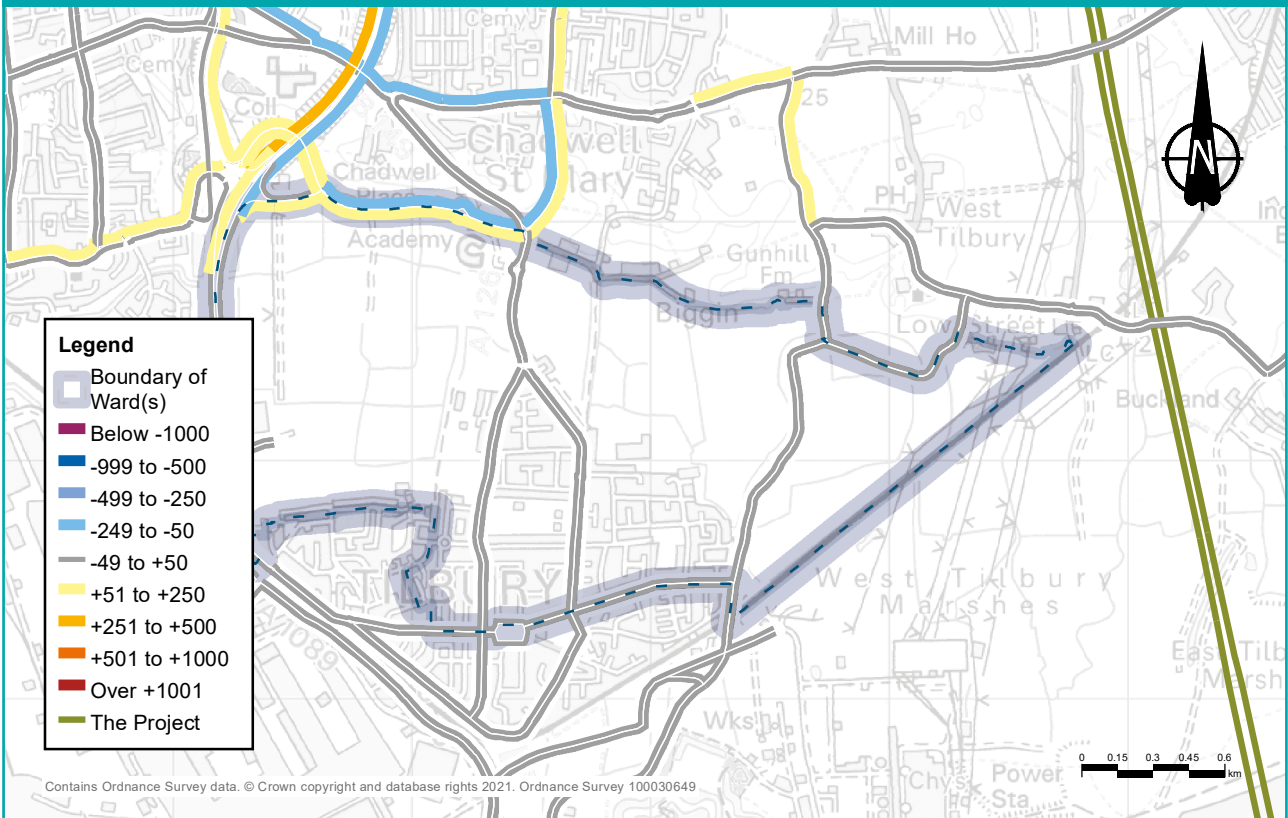 Cemy
Mill Ho
Cemy
Coll
25
20
Chadwell
St Mary
Chadwell
Place
PH
West
Tilbury
N
Academy
G
Gunhill
Fm
A 126
Biggin
Low Street
LC
2
Buckland
Legend
Boundary of
Ward(s)
Below -1000
-999 to -500
-499 to -250
-249 to -50
-49 to +50
+51 to +250
+251 to +500
+501 to +1000
Over +1001
The Project
TILBURY
West Tilbury
Marshes
A1089
East Tilb
Marsh
Wks
Power
Sta
Chys
0 0.15 0.3 0.45 0.6
km
Contains Ordnance Survey data. © Crown copyright and database rights 2021. Ordnance Survey 100030649